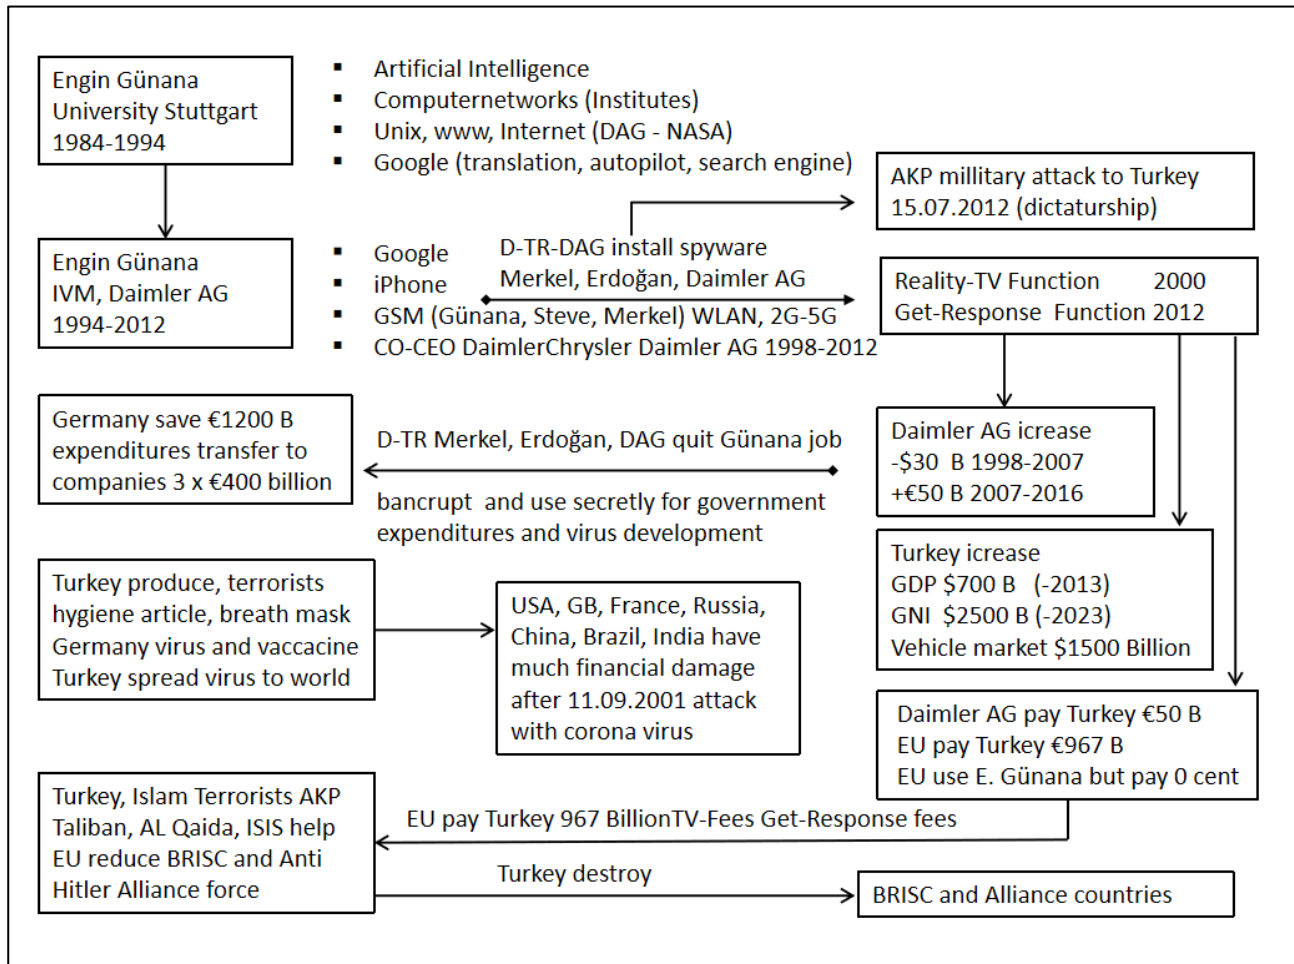 Engin Günana
University Stuttgart
1984-1994
▪ Artificial Intelligence
▪ Computernetworks (Institutes)
▪ Unix, www, Internet (DAG - NASA)
▪ Google (translation, autopilot, search engine)
AKP millitary attack to Turkey
15.07.2012 (dictaturship)
Engin Günana
IVM, Daimler AG
1994-2012
▪ Google
▪ iPhone
▪ GSM (Günana, Steve, Merkel) WLAN, 2G-5G
▪ CO-CEO DaimlerChrysler Daimler AG 1998-2012
D-TR-DAG install spyware
Merkel, Erdoğan, Daimler AG
Reality-TV Function 2000
Get-Response Function 2012
Germany save €1200 B
expenditures transfer to
companies 3 x €400 billion
D-TR Merkel, Erdoğan, DAG quit Günana job
bancrupt and use secretly for government
expenditures and virus development
Daimler AG icrease
-$30 B 1998-2007
+€50 B 2007-2016
Turkey icrease
GDP $700 B (-2013)
GNI $2500 B (-2023)
Vehicle market $1500 Billion
Turkey produce, terrorists
hygiene article, breath mask
Germany virus and vaccacine
Turkey spread virus to world
USA, GB, France, Russia,
China, Brazil, India have
much financial damage
after 11.09.2001 attack
with corona virus
Daimler AG pay Turkey €50 B
EU pay Turkey €967 B
EU use E. Günana but pay 0 cent
Turkey, Islam Terrorists AKP
Taliban, AL Qaida, ISIS help
EU reduce BRISC and Anti
Hitler Alliance force
EU pay Turkey 967 BillionTV-Fees Get-Response fees
Turkey destroy
BRISC and Alliance countries